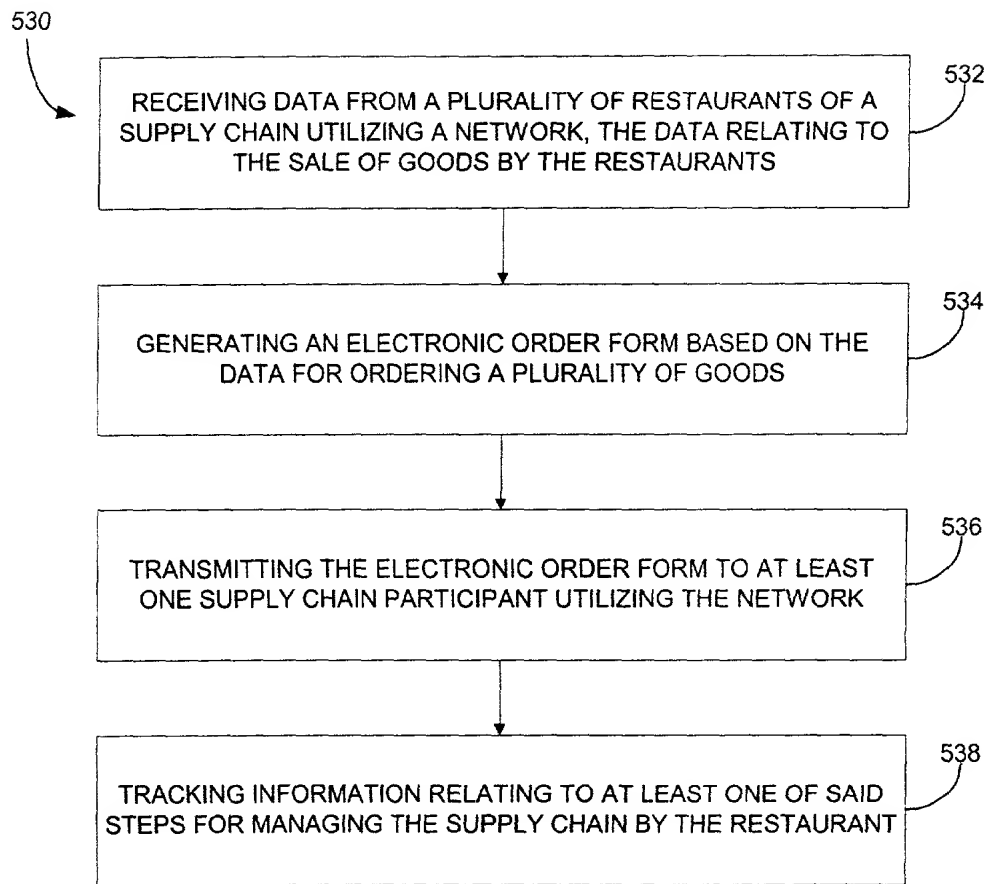 530
532
RECEIVING DATA FROM A PLURALITY OF RESTAURANTS OF A
SUPPLY CHAIN UTILIZING A NETWORK, THE DATA RELATING TO
THE SALE OF GOODS BY THE RESTAURANTS
534
GENERATING AN ELECTRONIC ORDER FORM BASED ON THE
DATA FOR ORDERING A PLURALITY OF GOODS
536
TRANSMITTING THE ELECTRONIC ORDER FORM TO AT LEAST
ONE SUPPLY CHAIN PARTICIPANT UTILIZING THE NETWORK
538
TRACKING INFORMATION RELATING TO AT LEAST ONE OF SAID
STEPS FOR MANAGING THE SUPPLY CHAIN BY THE RESTAURANT